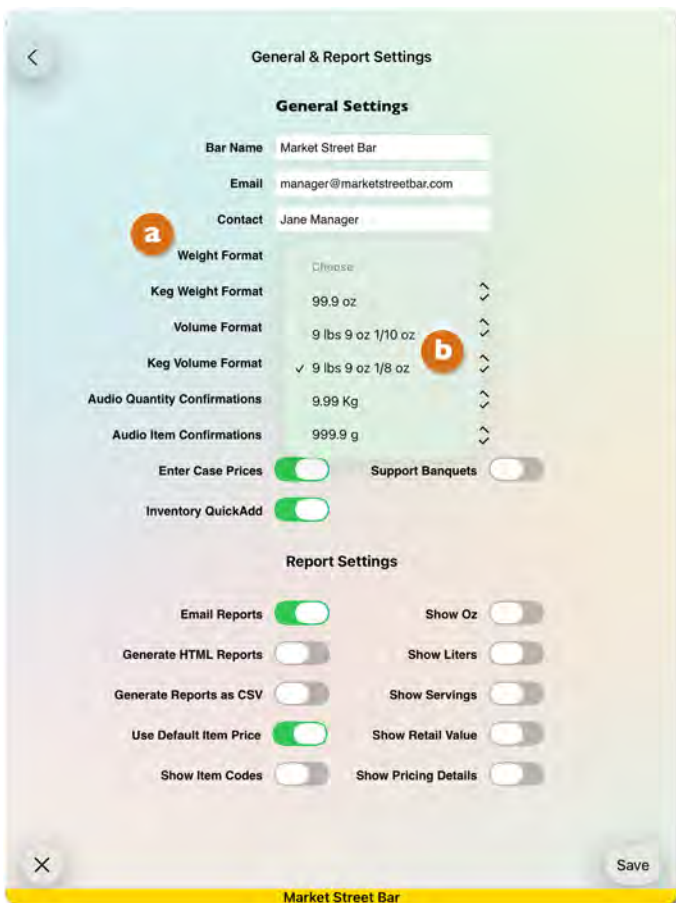 General & Report Settings
General Settings
Bar Name Market Street Bar
Email manager@marketstreetbar.com
Contact Jane Manager
a
Weight Format
Choose
Keg Weight Format
99.9 oz
Volume Format
9 lbs 9 oz 1/10 oz
b
Keg Volume Format
✓ 9 lbs 9 oz 1/8 oz
Audio Quantity Confirmations
9.99 Kg
Audio Item Confirmations
999.9 g
Enter Case Prices Support Banquets
Inventory QuickAdd
Report Settings
Email Reports Show Oz
Generate HTML Reports Show Liters
Generate Reports as CSV Show Servings
Use Default Item Price Show Retail Value
Show Item Codes Show Pricing Details
Save
Market Street Bar